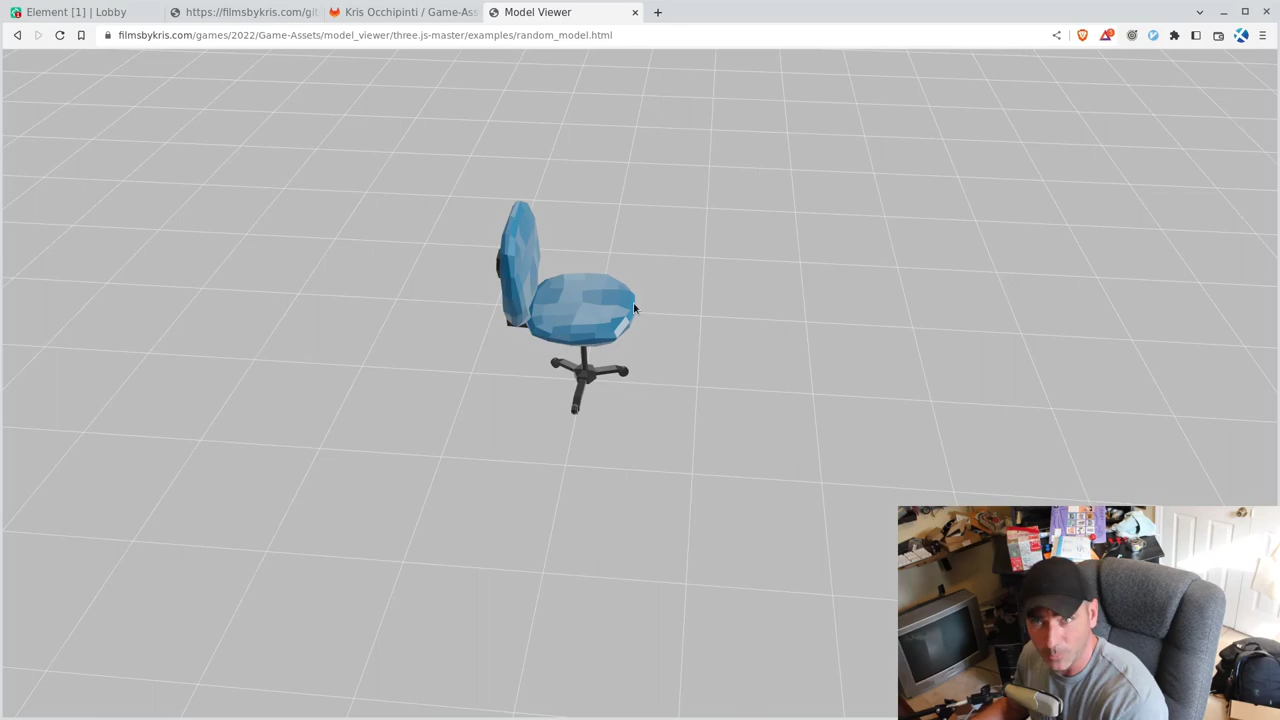 Element [1] | Lobby
https://filmsbykris.com/git
Kris Occhipinti / Game-Ass
Model Viewer
filmsbykris.com/games/2022/Game-Assets/model_viewer/three.js-master/examples/random_model.html